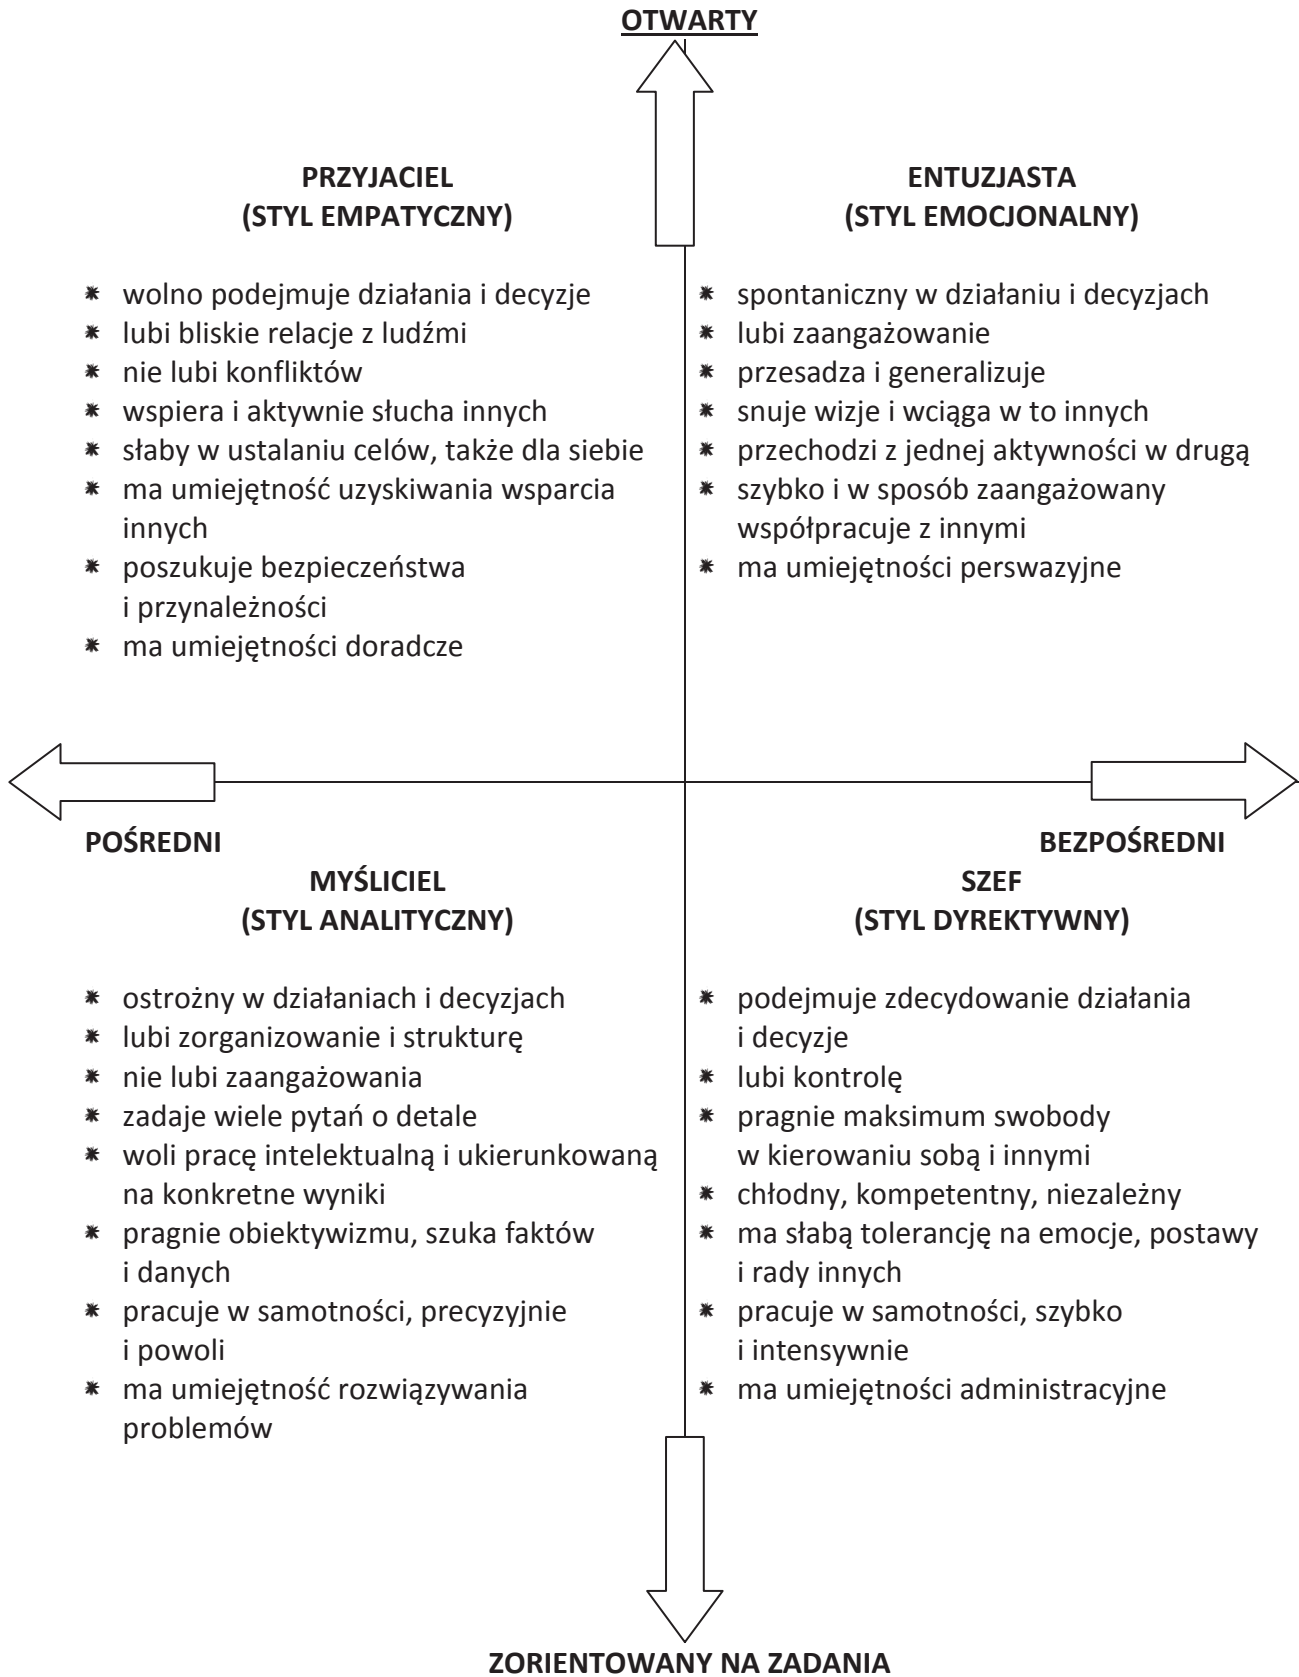 OTWARTY
PRZYJACIEL
(STYL EMPATYCZNY)
* wolno podejmuje działania i decyzje
* lubi bliskie relacje z ludźmi
* nie lubi konfliktów
* wspiera i aktywnie słucha innych
* słaby w ustalaniu celów, także dla siebie
* ma umiejętność uzyskiwania wsparcia
innych
* poszukuje bezpieczeństwa
i przynależności
* ma umiejętności doradcze
ENTUZJASTA
(STYL EMOCJONALNY)
* spontaniczny w działaniu i decyzjach
* lubi zaangażowanie
* przesadza i generalizuje
* snuje wizje i wciąga w to innych
* przechodzi z jednej aktywności w drugą
* szybko i w sposób zaangażowany
współpracuje z innymi
* ma umiejętności perswazyjne
POŚREDNI
BEZPOŚREDNI
MYŚLICIEL
(STYL ANALITYCZNY)
* ostrożny w działaniach i decyzjach
* lubi zorganizowanie i strukturę
* nie lubi zaangażowania
* zadaje wiele pytań o detale
* woli pracę intelektualną i ukierunkowaną
na konkretne wyniki
* pragnie obiektywizmu, szuka faktów
i danych
* pracuje w samotności, precyzyjnie
i powoli
* ma umiejętność rozwiązywania
problemów
SZEF
(STYL DYREKTYWNY)
* podejmuje zdecydowanie działania
i decyzje
* lubi kontrolę
* pragnie maksimum swobody
w kierowaniu sobą i innymi
* chłodny, kompetentny, niezależny
* ma słabą tolerancję na emocje, postawy
i rady innych
* pracuje w samotności, szybko
i intensywnie
* ma umiejętności administracyjne
ZORIENTOWANY NA ZADANIA